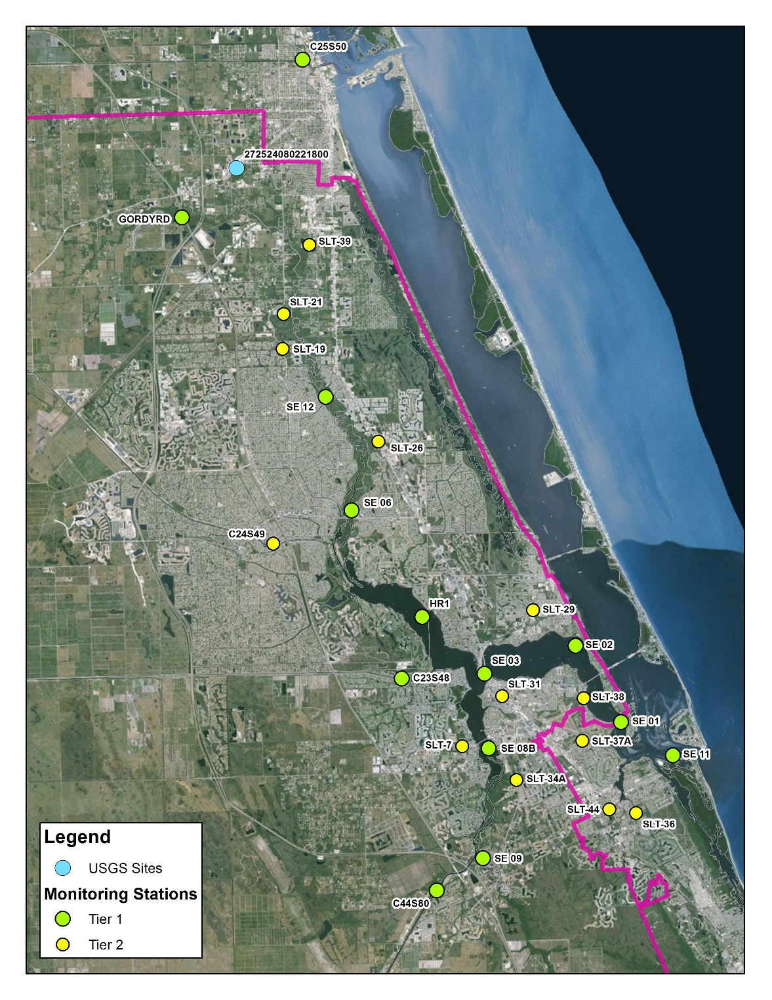 C25S50
272524080221800
GORDYRD
SLT-39
SLT-21
SLT-19
SE 12
SLT-26
SE 06
C24S49
HR1
SLT-29
SE 02
SE 03
C23S48
SLT-31
SLT-38
SE 01
SLT-37A
SLT-7
SE 08B
SE 11
SLT-34A
SLT-44
SLT-36
SE 09
C44S80
Legend
USGS Sites
Monitoring Stations
Tier 1
Tier 2